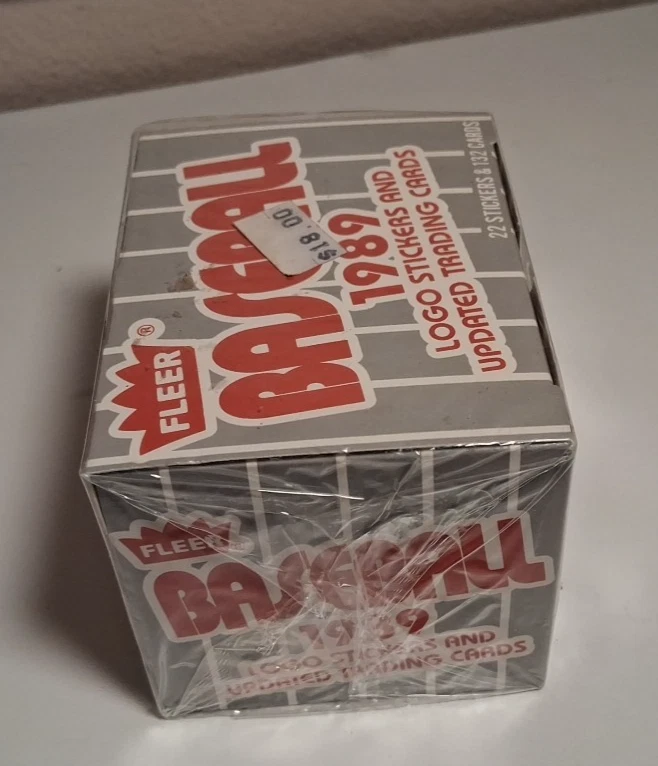 FLEER®
BASEBALL
1989
LOGO STICKERS AND
UPDATED TRADING CARDS
22 STICKERS & 132 CARDS
$18.00
FLEER
BASEBALL
1989
LOGO STICKERS AND
UPDATED TRADING CARDS